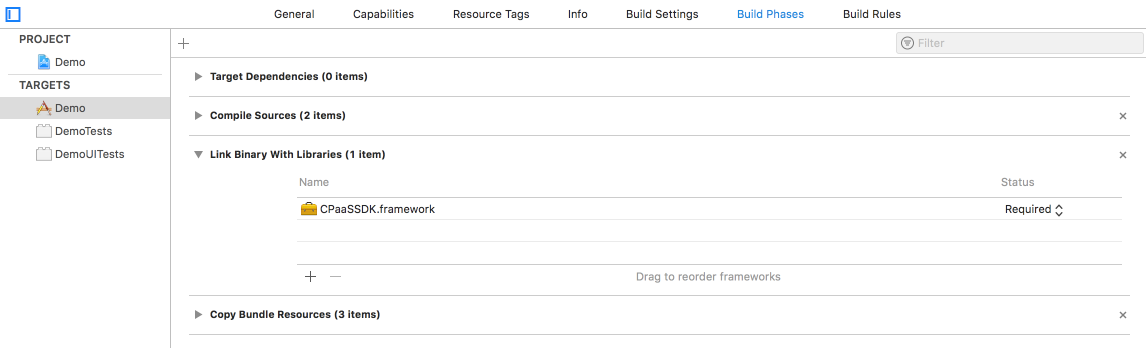 General Capabilities Resource Tags Info Build Settings Build Phases Build Rules
PROJECT
Demo
TARGETS
Demo
DemoTests
DemoUITests
Filter
Target Dependencies (0 items)
Compile Sources (2 items)
Link Binary With Libraries (1 item)
Name Status
CPaaSSDK.framework Required
Drag to reorder frameworks
Copy Bundle Resources (3 items)